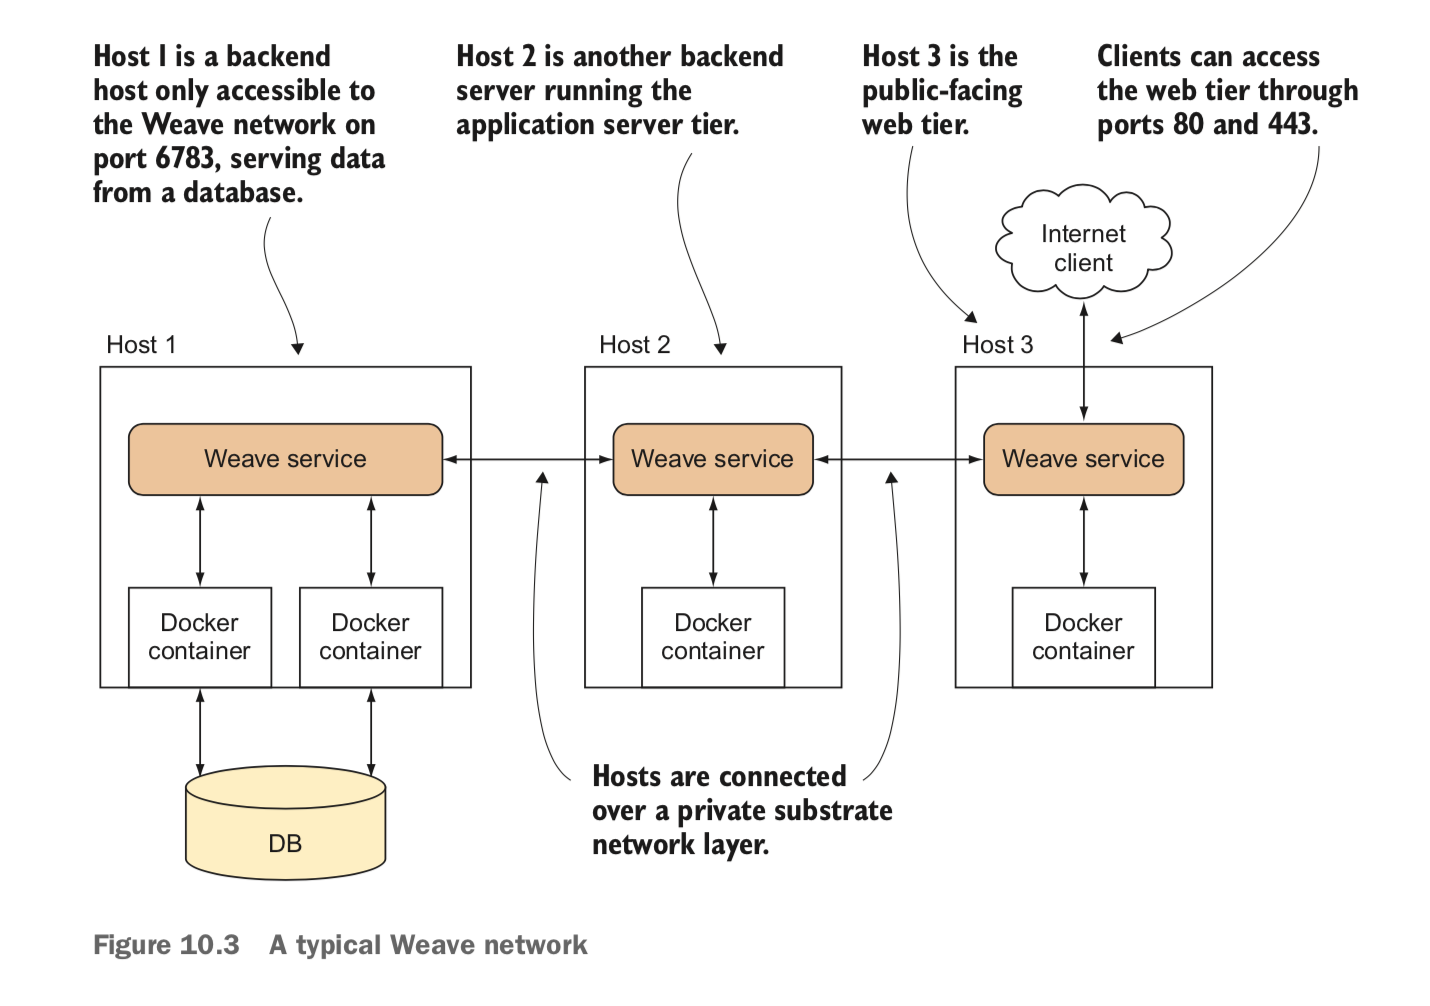 Host 1 is a backend
host only accessible to
the Weave network on
port 6783, serving data
from a database.
Host 2 is another backend
server running the
application server tier.
Host 3 is the
public-facing
web tier.
Clients can access
the web tier through
ports 80 and 443.
Internet
client
Host 1
Host 2
Host 3
Weave service
Weave service
Weave service
Docker
container
Docker
container
Docker
container
Docker
container
Hosts are connected
over a private substrate
network layer.
DB
Figure 10.3 A typical Weave network